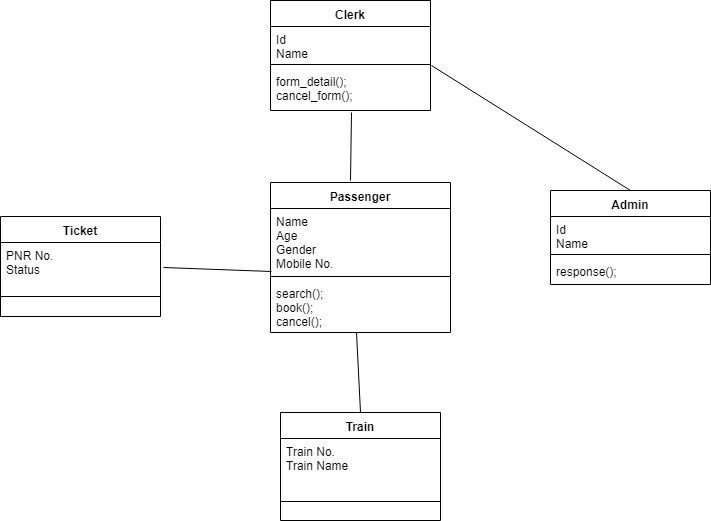 Clerk
Id
Name
form_detail();
cancel_form();
Passenger
Name
Age
Gender
Mobile No.
search();
book();
cancel();
Admin
Id
Name
response();
Ticket
PNR No.
Status
Train
Train No.
Train Name